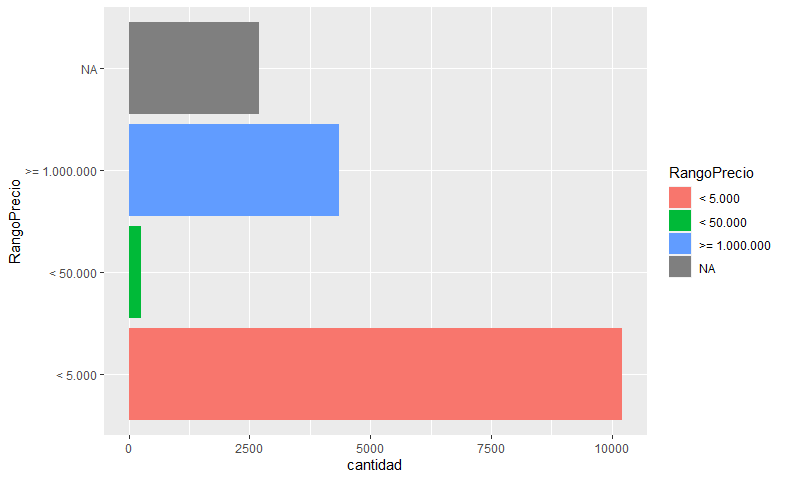 NA
>= 1.000.000
< 50.000
< 5.000
RangoPrecio
0 2500 5000 7500 10000
cantidad
RangoPrecio
< 5.000
< 50.000
>= 1.000.000
NA